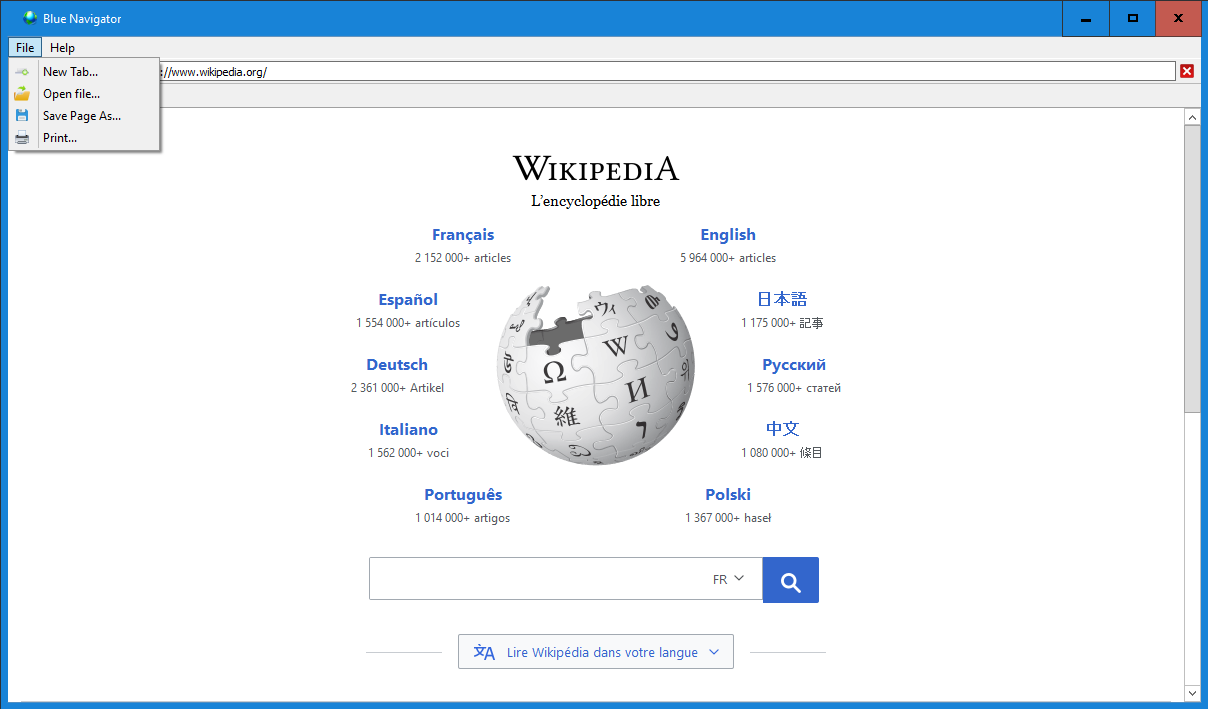 Blue Navigator
File Help
New Tab...
://www.wikipedia.org/
Open file...
Save Page As...
Print...
WIKIPEDIA
L'encyclopédie libre
Français English
2 152 000+ articles 5 964 000+ articles
Español 日本語
1 554 000+ artículos 1 175 000+ 記事
Deutsch Русский
2 361 000+ Artikel 1 576 000+ статей
Ω W И 維 ウィ
Italiano 中文
1 562 000+ voci 1 080 000+ 條目
Português Polski
1 014 000+ artigos 1 367 000+ haseł
FR
Lire Wikipédia dans votre langue